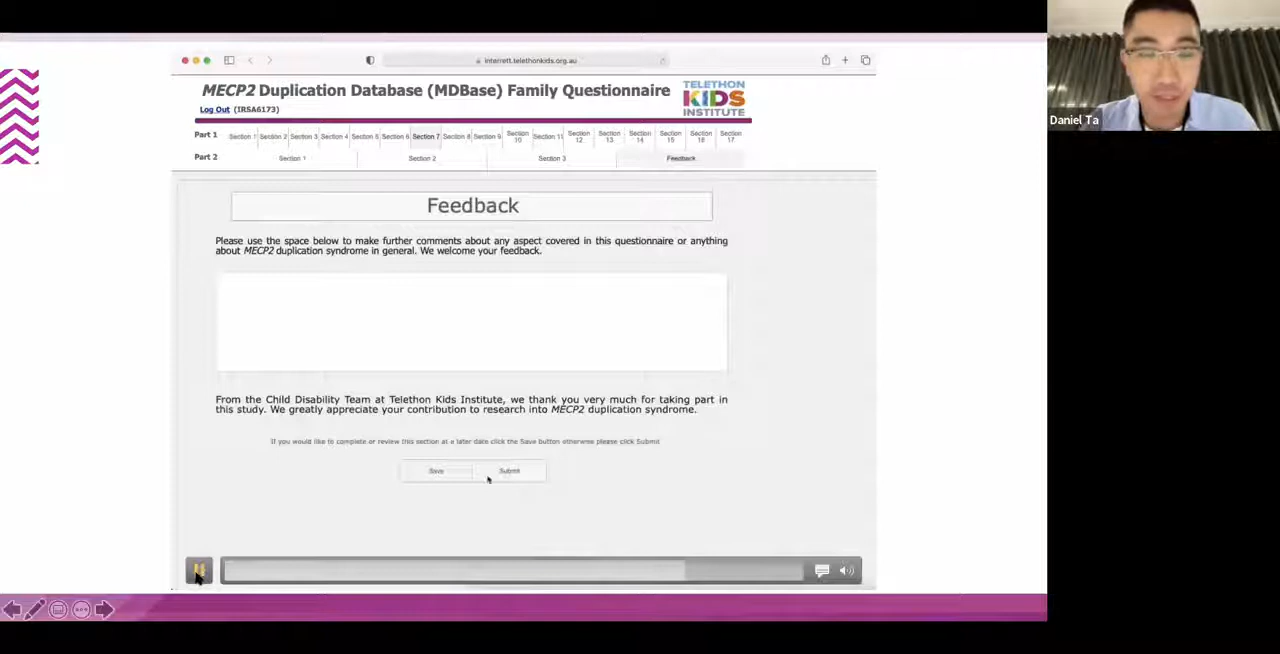 interrett.telethonkids.org.au
MECP2 Duplication Database (MDBase) Family Questionnaire
TELETHON
KIDS
INSTITUTE
Log Out (IRSA6173)
Part 1 Section 1 Section 2 Section 3 Section 4 Section 5 Section 6 Section 7 Section 8 Section 9 Section 10 Section 11 Section 12 Section 13 Section 14 Section 15 Section 16 Section 17
Part 2 Section 1 Section 2 Section 3 Feedback
Feedback
Please use the space below to make further comments about any aspect covered in this questionnaire or anything
about MECP2 duplication syndrome in general. We welcome your feedback.
From the Child Disability Team at Telethon Kids Institute, we thank you very much for taking part in
this study. We greatly appreciate your contribution to research into MECP2 duplication syndrome.
If you would like to complete or review this section at a later date click the Save button otherwise please click Submit
Save Submit
Daniel Ta